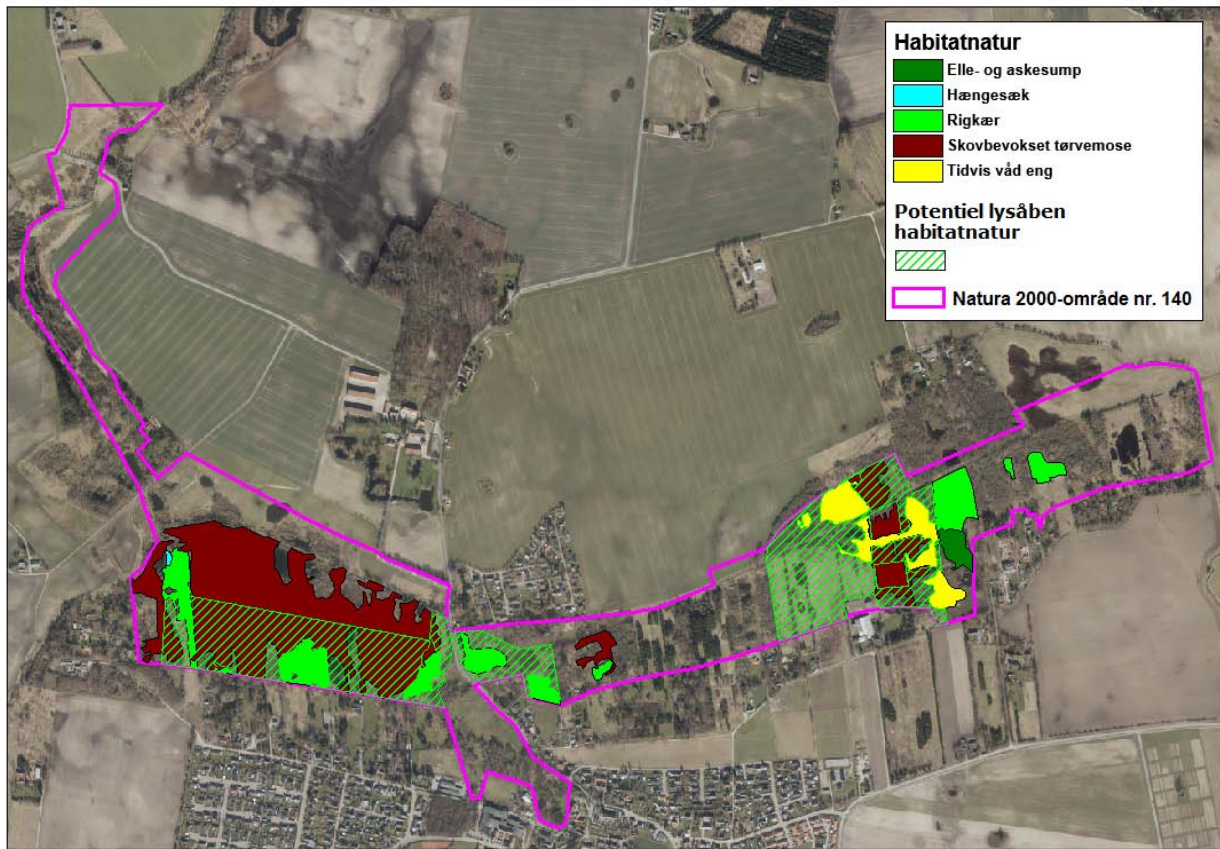 Habitatnatur
Elle- og askesump
Hængesæk
Rigkær
Skovbevokset tørvemose
Tidvis våd eng
Potentiel lysåben
habitatnatur
Natura 2000-område nr. 140